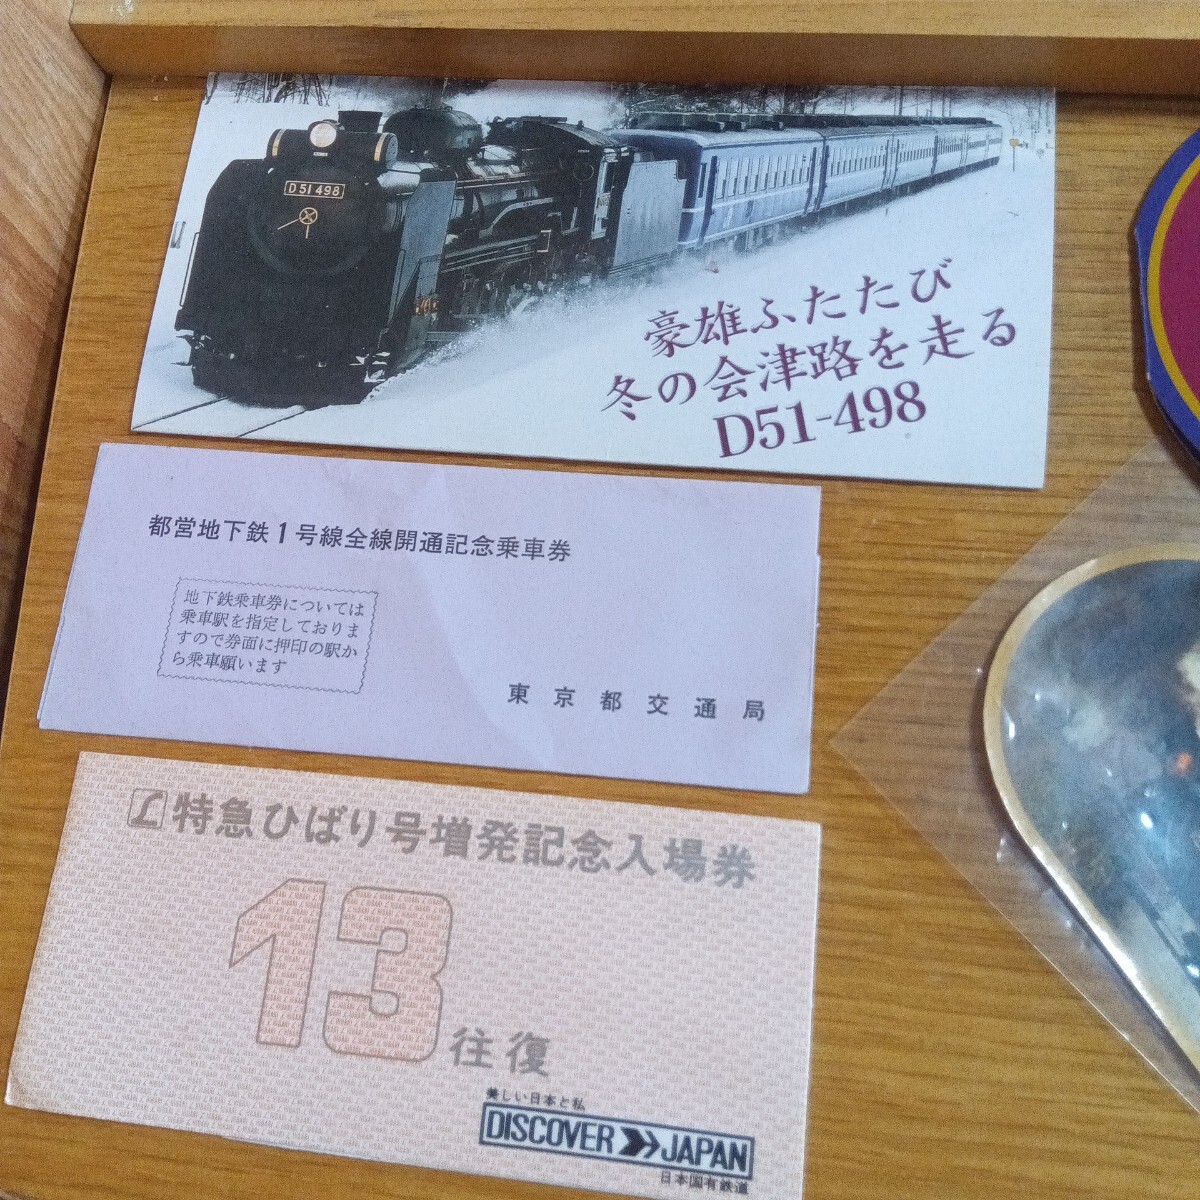 D51 498
豪雄ふたたび
冬の会津路を走る
D51-498
都営地下鉄1号線全線開通記念乗車券
地下鉄乗車券については
乗車駅を指定しておりま
すので券面に押印の駅か
ら乗車願います
東京都交通局
L特急ひばり号増発記念入場券
13往復
美しい日本と私
DISCOVER JAPAN
日本国有鉄道